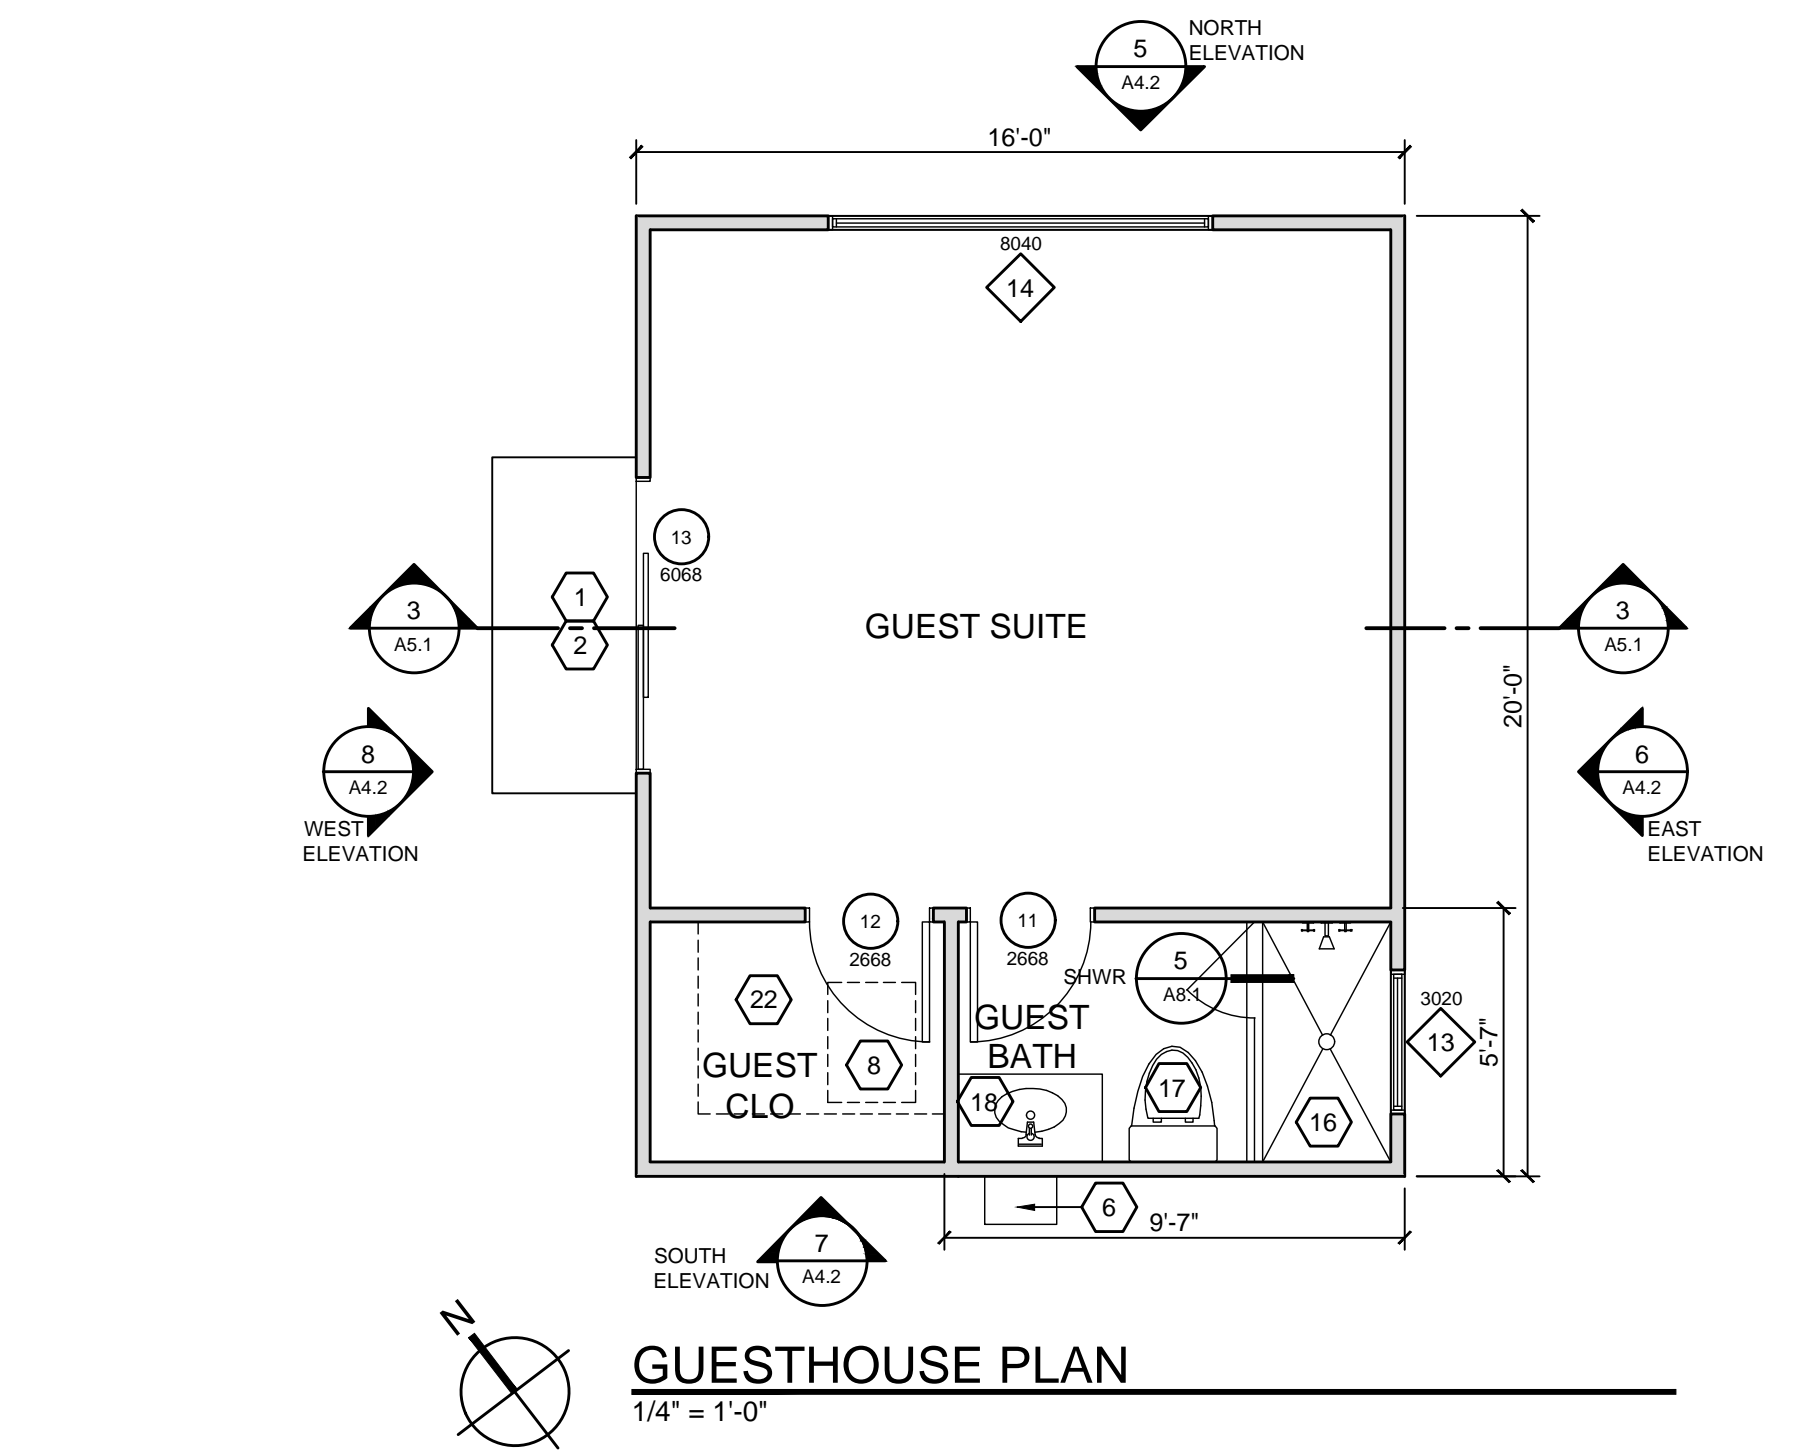 5
A4.2
NORTH
ELEVATION
16'-0"
8040
14
13
6068
1
2
3
A5.1
GUEST SUITE
3
A5.1
20'-0"
8
A4.2
WEST
ELEVATION
6
A4.2
EAST
ELEVATION
12
2668
11
2668
SHWR
5
A8.1
22
8
GUEST
CLO
GUEST
BATH
18
17
16
3020
13
5'-7"
6
9'-7"
SOUTH
ELEVATION
7
A4.2
N
GUESTHOUSE PLAN
1/4" = 1'-0"